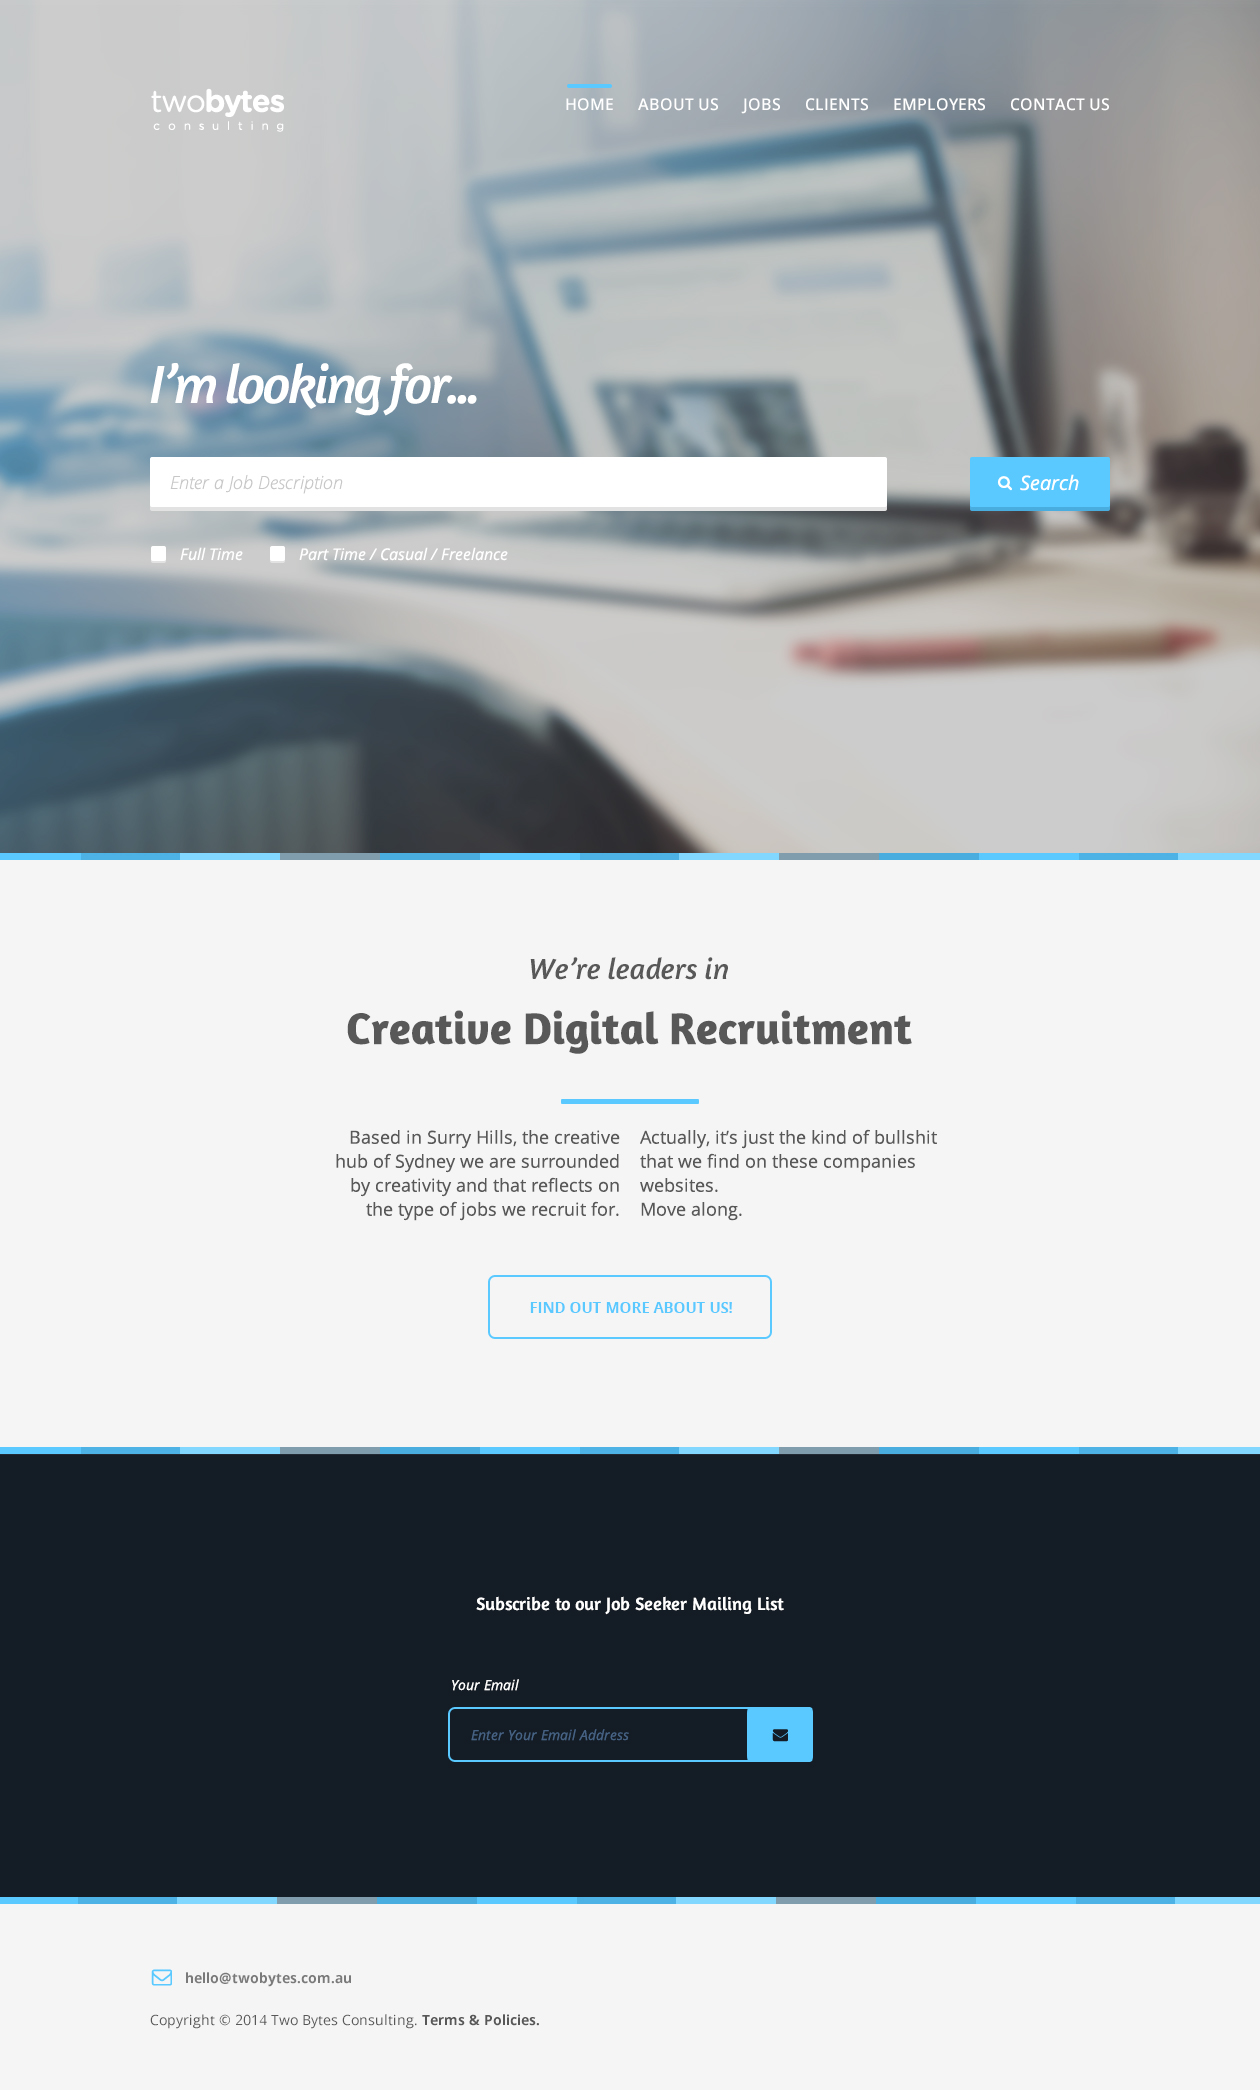 twobytes
consulting
HOME ABOUT US JOBS CLIENTS EMPLOYERS CONTACT US
I'm looking for...
Enter a Job Description
Search
Full Time Part Time / Casual / Freelance
We're leaders in
Creative Digital Recruitment
Based in Surry Hills, the creative
hub of Sydney we are surrounded
by creativity and that reflects on
the type of jobs we recruit for.
Actually, it's just the kind of bullshit
that we find on these companies
websites.
Move along.
FIND OUT MORE ABOUT US!
Subscribe to our Job Seeker Mailing List
Your Email
Enter Your Email Address
hello@twobytes.com.au
Copyright © 2014 Two Bytes Consulting. Terms & Policies.